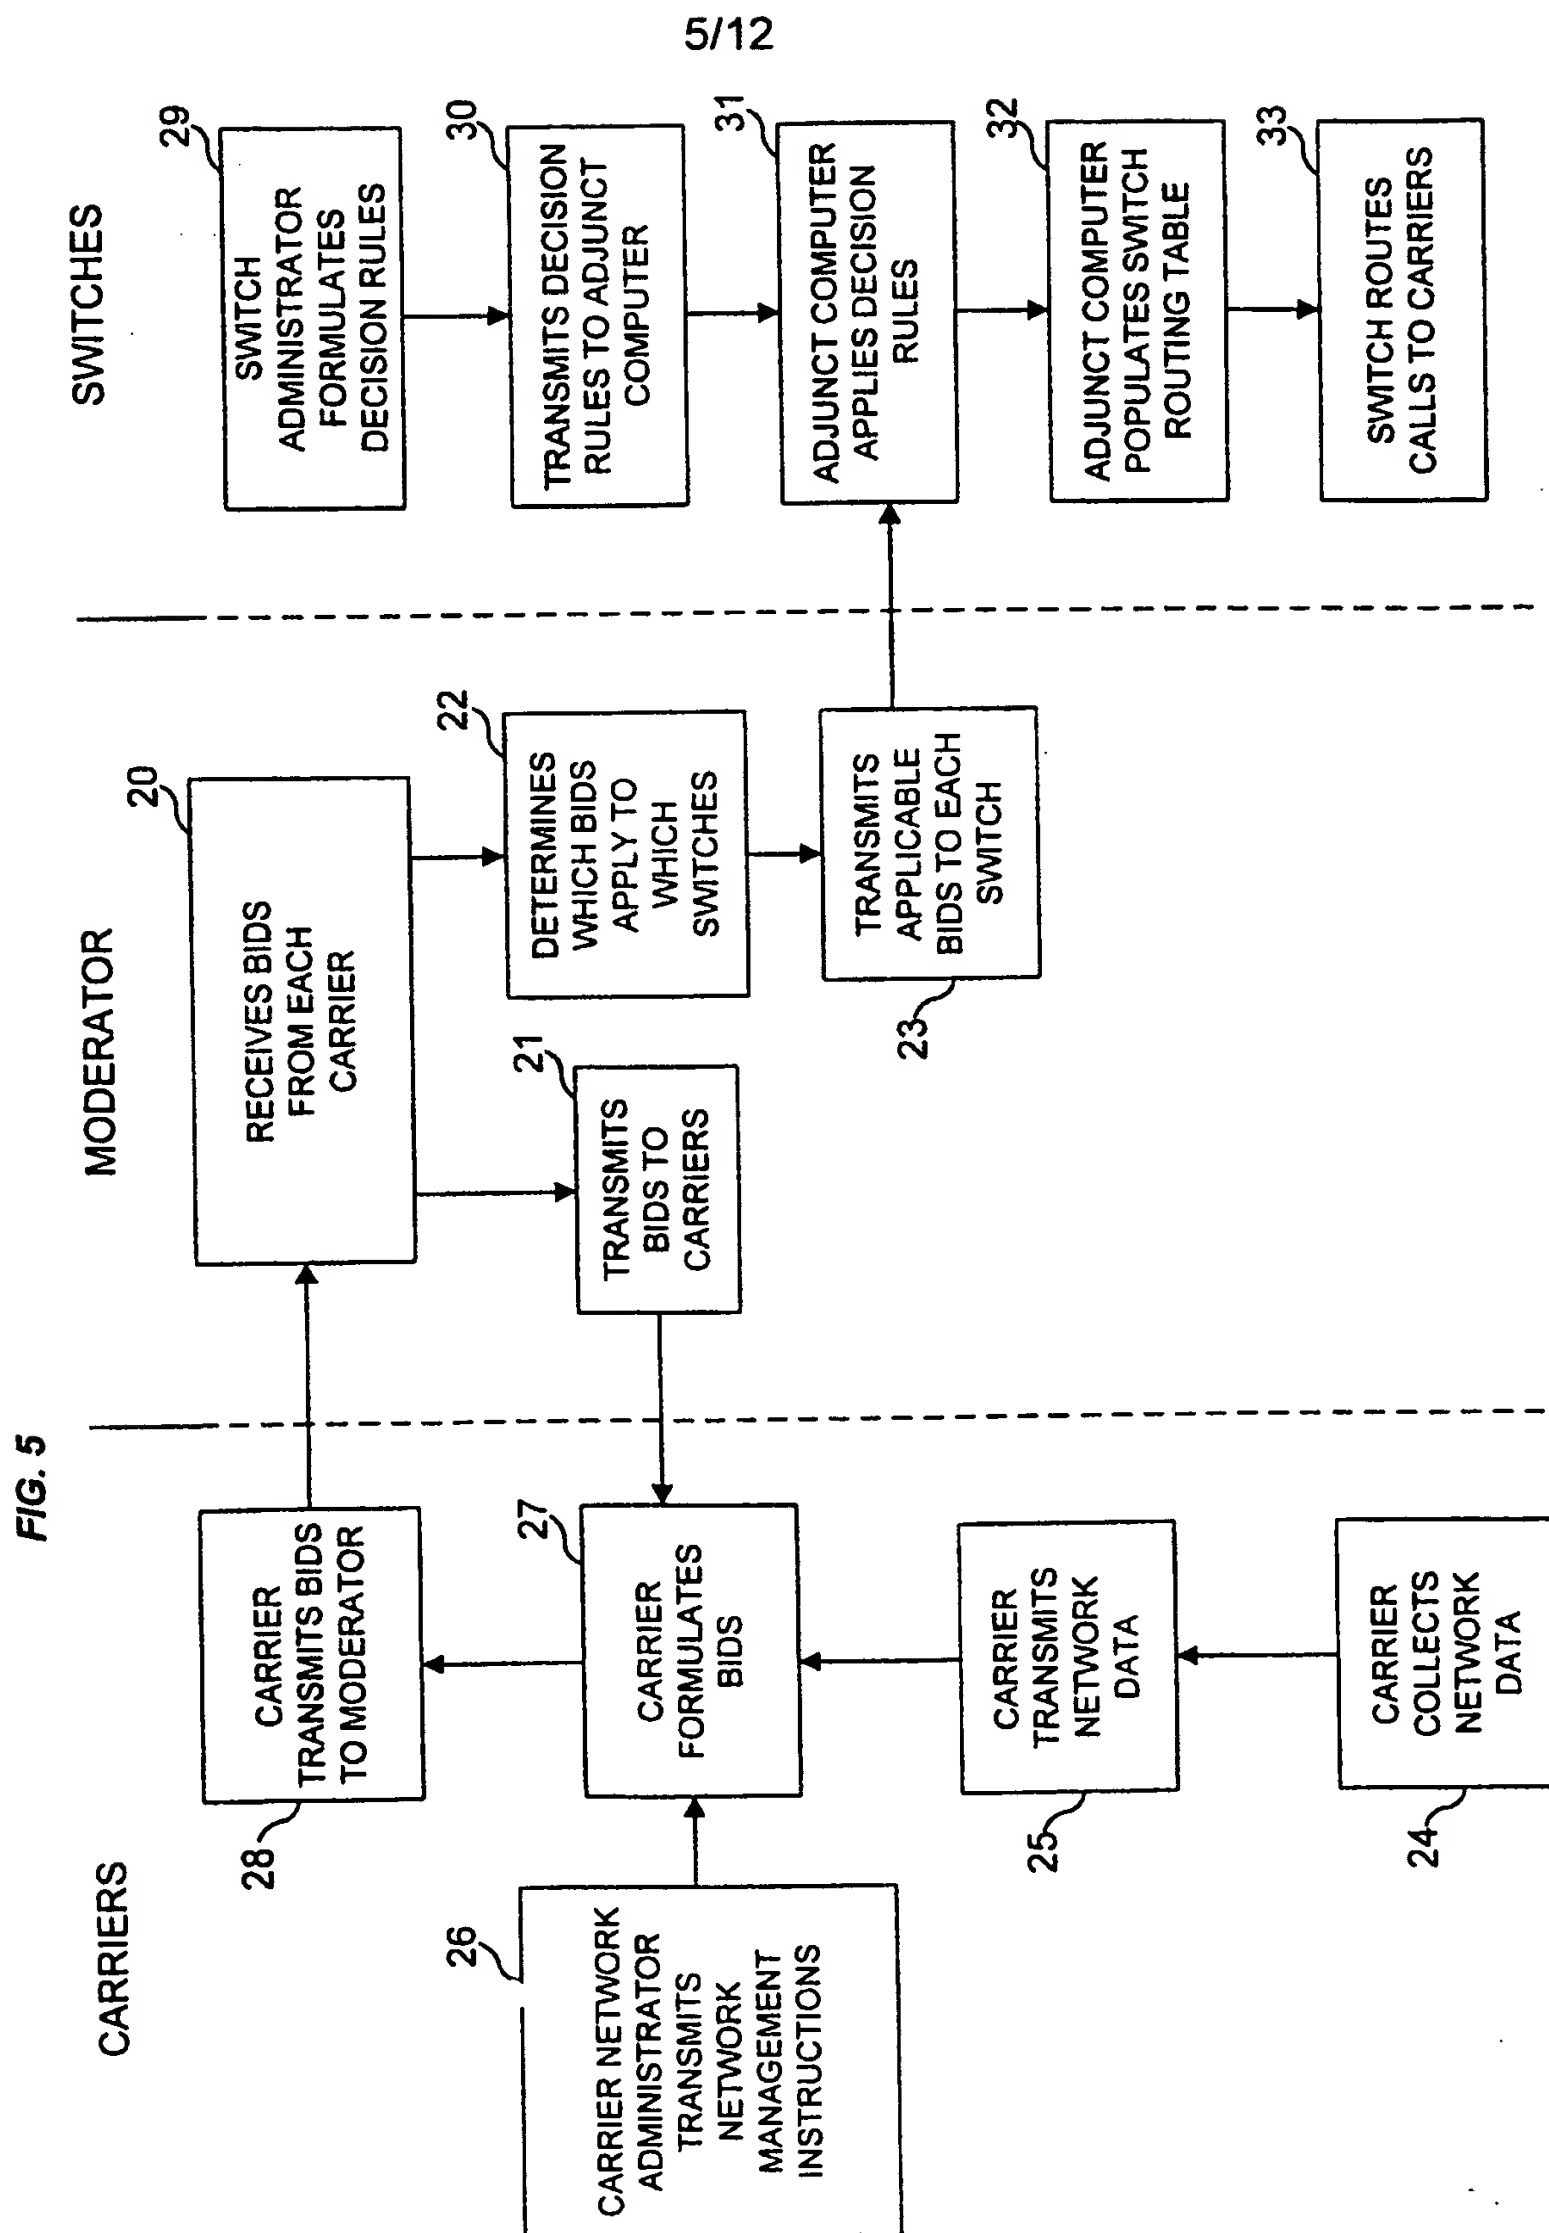 5/12
FIG. 5
CARRIERS
MODERATOR
SWITCHES
28
CARRIER
TRANSMITS BIDS
TO MODERATOR
26
CARRIER NETWORK
ADMINISTRATOR
TRANSMITS
NETWORK
MANAGEMENT
INSTRUCTIONS
27
CARRIER
FORMULATES
BIDS
25
CARRIER
TRANSMITS
NETWORK
DATA
24
CARRIER
COLLECTS
NETWORK
DATA
20
RECEIVES BIDS
FROM EACH
CARRIER
21
TRANSMITS
BIDS TO
CARRIERS
22
DETERMINES
WHICH BIDS
APPLY TO
WHICH
SWITCHES
23
TRANSMITS
APPLICABLE
BIDS TO EACH
SWITCH
29
SWITCH
ADMINISTRATOR
FORMULATES
DECISION RULES
30
TRANSMITS DECISION
RULES TO ADJUNCT
COMPUTER
31
ADJUNCT COMPUTER
APPLIES DECISION
RULES
32
ADJUNCT COMPUTER
POPULATES SWITCH
ROUTING TABLE
33
SWITCH ROUTES
CALLS TO CARRIERS